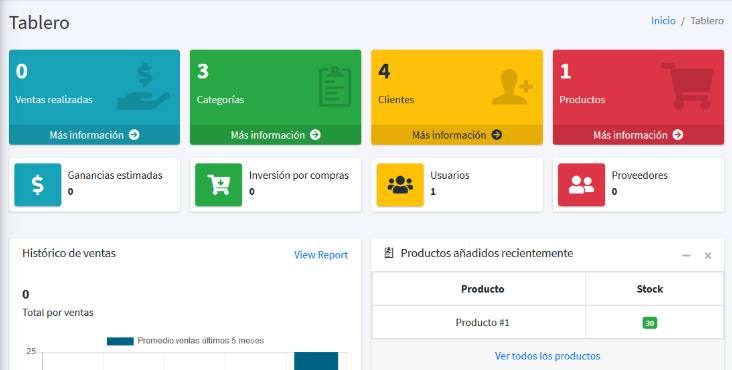 Tablero
Inicio / Tablero
0
Ventas realizadas
Más información
3
Categorías
Más información
4
Clientes
Más información
1
Productos
Más información
Ganancias estimadas
0
Inversión por compras
0
Usuarios
1
Proveedores
0
Histórico de ventas
View Report
0
Total por ventas
Promedio ventas últimos 5 meses
25
Productos añadidos recientemente
Producto Stock
Producto #1 30
Ver todos los productos